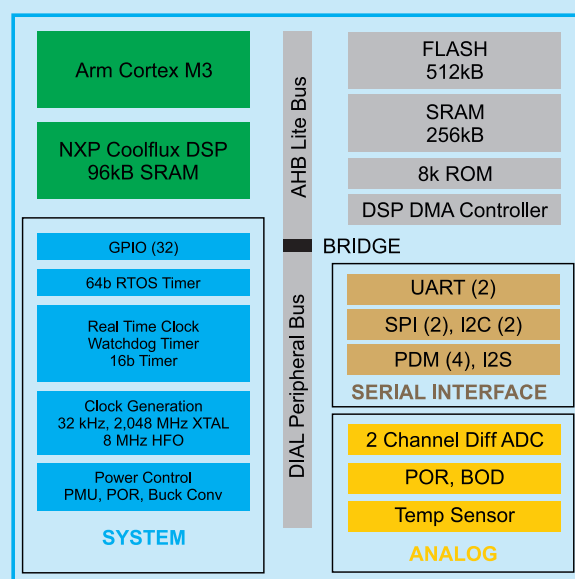 Arm Cortex M3
NXP Coolflux DSP
96kB SRAM
GPIO (32)
64b RTOS Timer
Real Time Clock
Watchdog Timer
16b Timer
Clock Generation
32 kHz, 2,048 MHz XTAL
8 MHz HFO
Power Control
PMU, POR, Buck Conv
SYSTEM
AHB Lite Bus
BRIDGE
DIAL Peripheral Bus
FLASH
512kB
SRAM
256kB
8k ROM
DSP DMA Controller
UART (2)
SPI (2), I2C (2)
PDM (4), I2S
SERIAL INTERFACE
2 Channel Diff ADC
POR, BOD
Temp Sensor
ANALOG